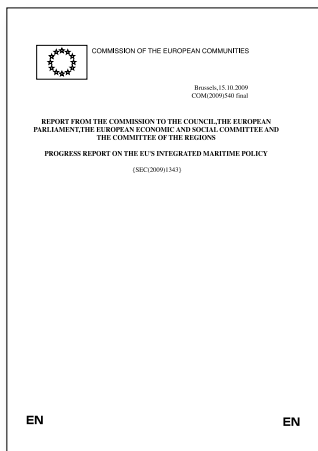 COMMISSION OF THE EUROPEAN COMMUNITIES
Brussels,15.10.2009
COM(2009)540 final
REPORT FROM THE COMMISSION TO THE COUNCIL,THE EUROPEAN
PARLIAMENT,THE EUROPEAN ECONOMIC AND SOCIAL COMMITTEE AND
THE COMMITTEE OF THE REGIONS
PROGRESS REPORT ON THE EU'S INTEGRATED MARITIME POLICY
{SEC(2009)1343}
EN EN